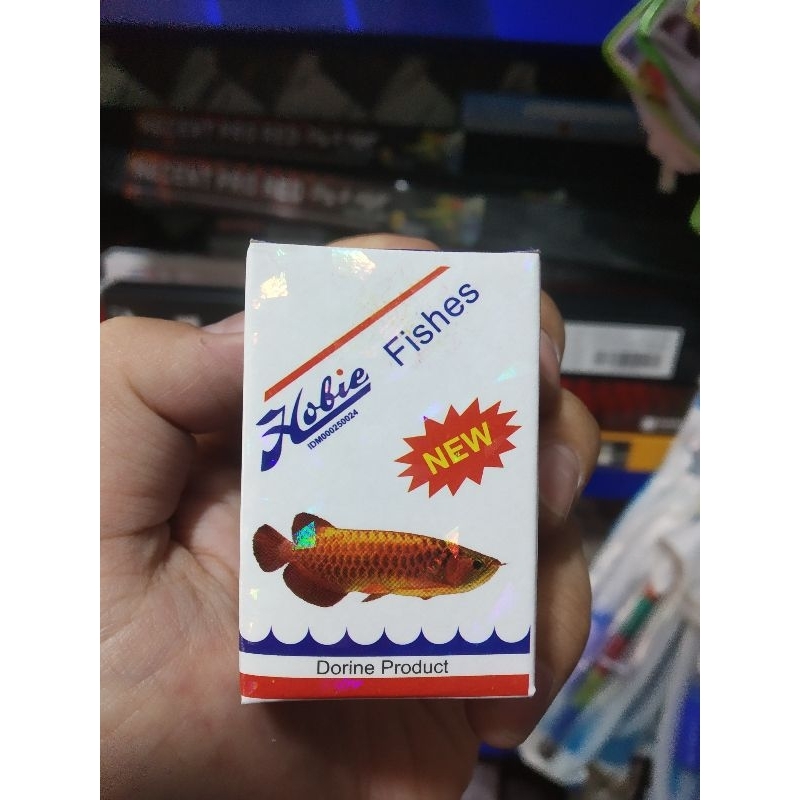 Fishes
Hobie
IDM000250024
NEW
Dorine Product